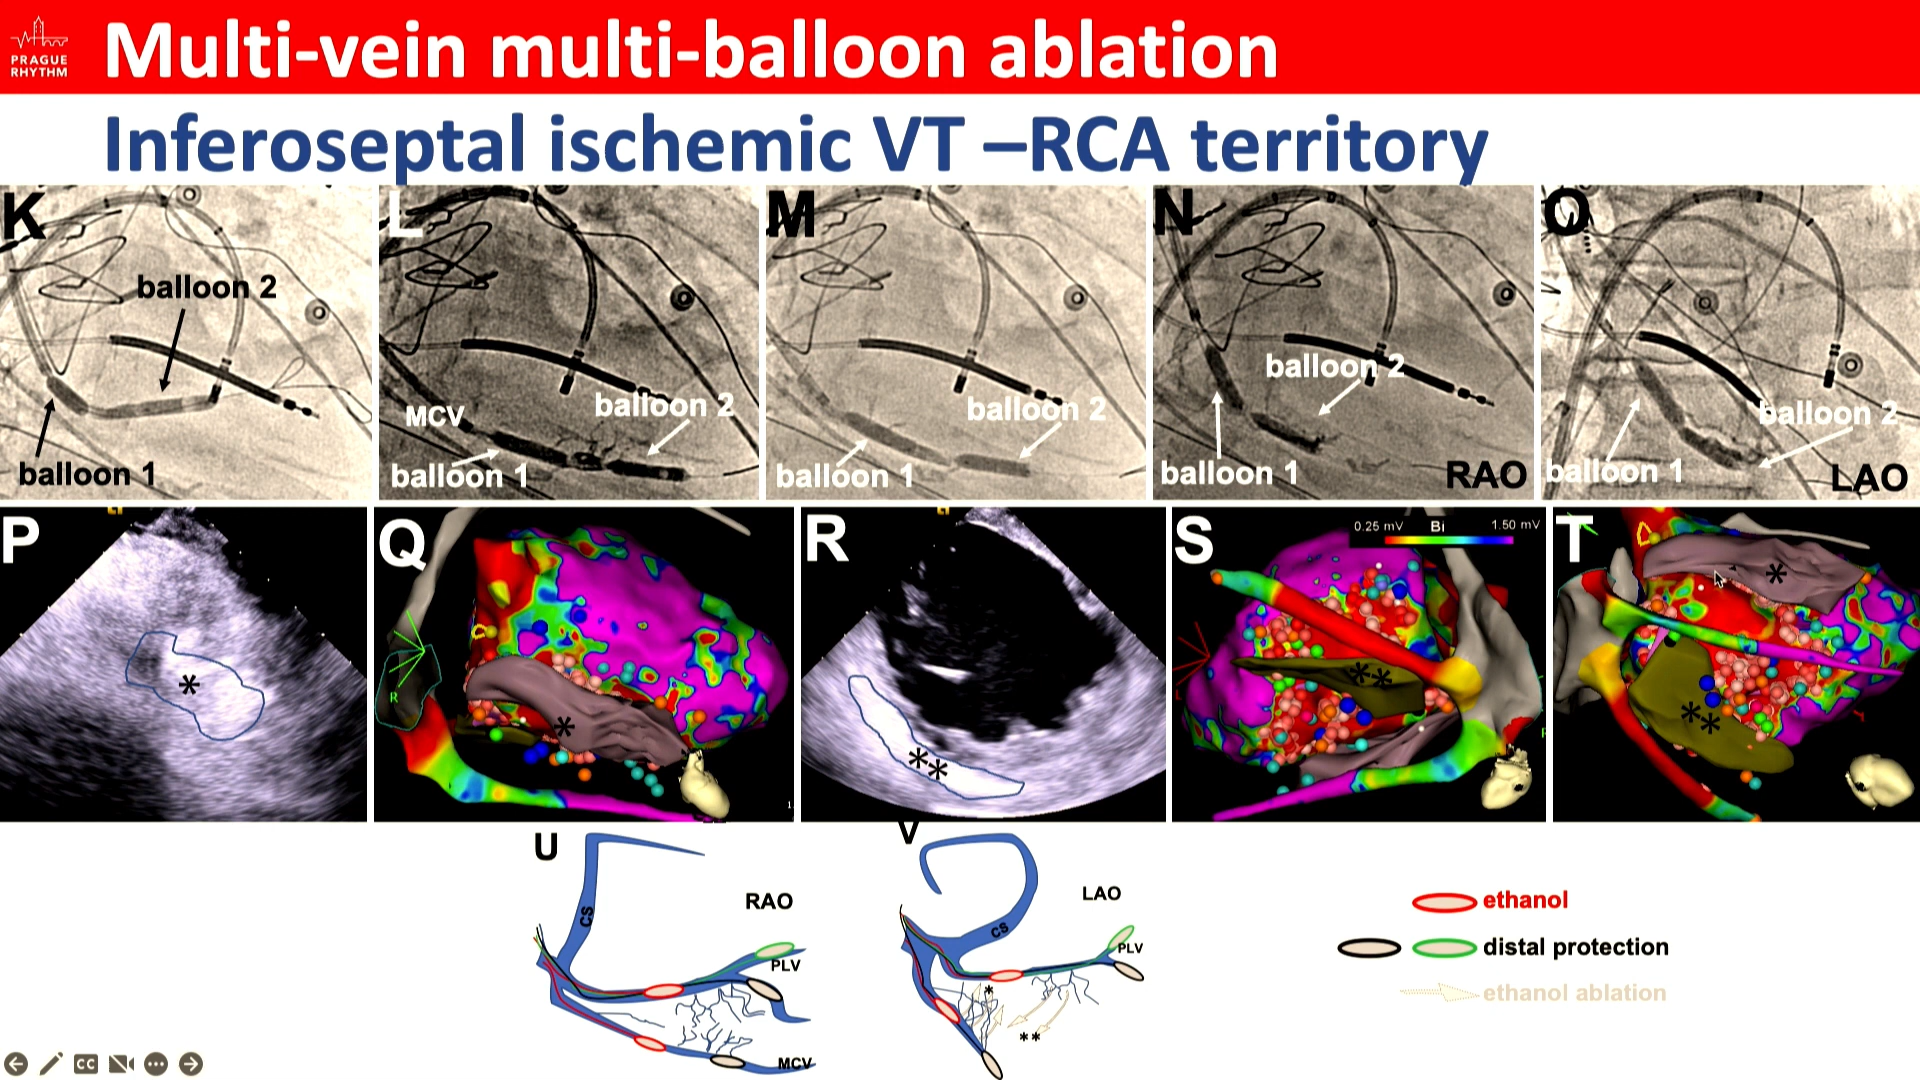 PRAGUE
RHYTHM
Multi-vein multi-balloon ablation
Inferoseptal ischemic VT –RCA territory
K
balloon 2
balloon 1
L
MCV
balloon 2
balloon 1
M
balloon 2
balloon 1
N
balloon 2
balloon 1
RAO
O
balloon 2
balloon 1
LAO
P
*
Q
R
*
R
**
S
0.25 mV Bi 1.50 mV
**
T
*
**
U
RAO
CS
PLV
MCV
V
LAO
CS
PLV
*
**
ethanol
distal protection
ethanol ablation
CC